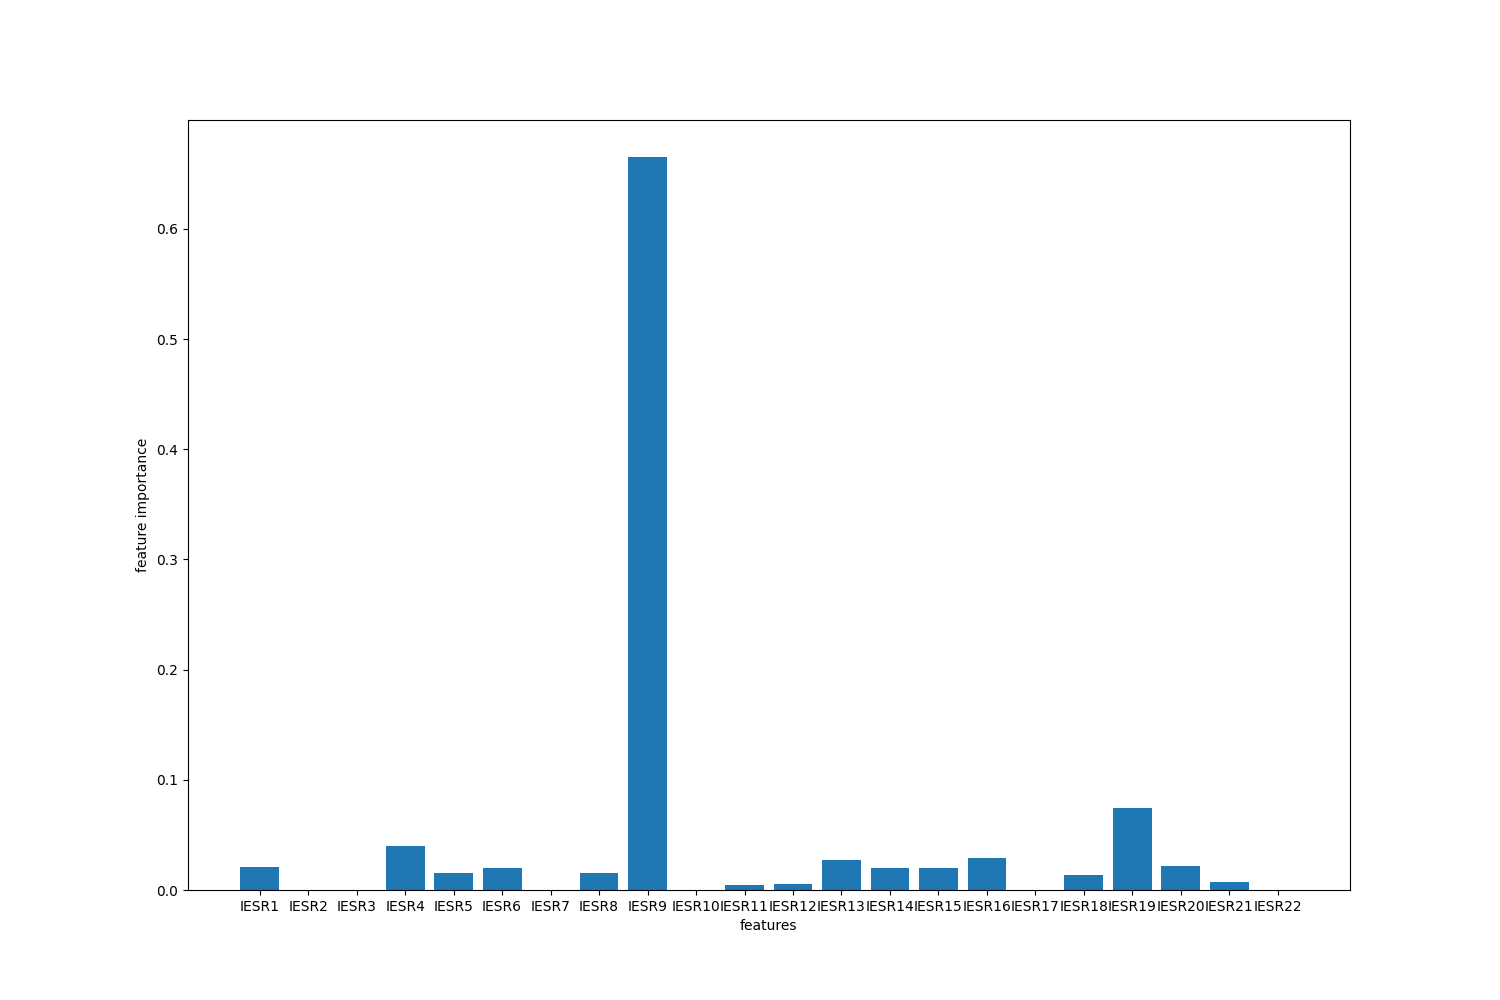 feature importance
0.6
0.5
0.4
0.3
0.2
0.1
0.0
IESR1 IESR2 IESR3 IESR4 IESR5 IESR6 IESR7 IESR8 IESR9 IESR10 IESR11 IESR12 IESR13 IESR14 IESR15 IESR16 IESR17 IESR18 IESR19 IESR20 IESR21 IESR22
features